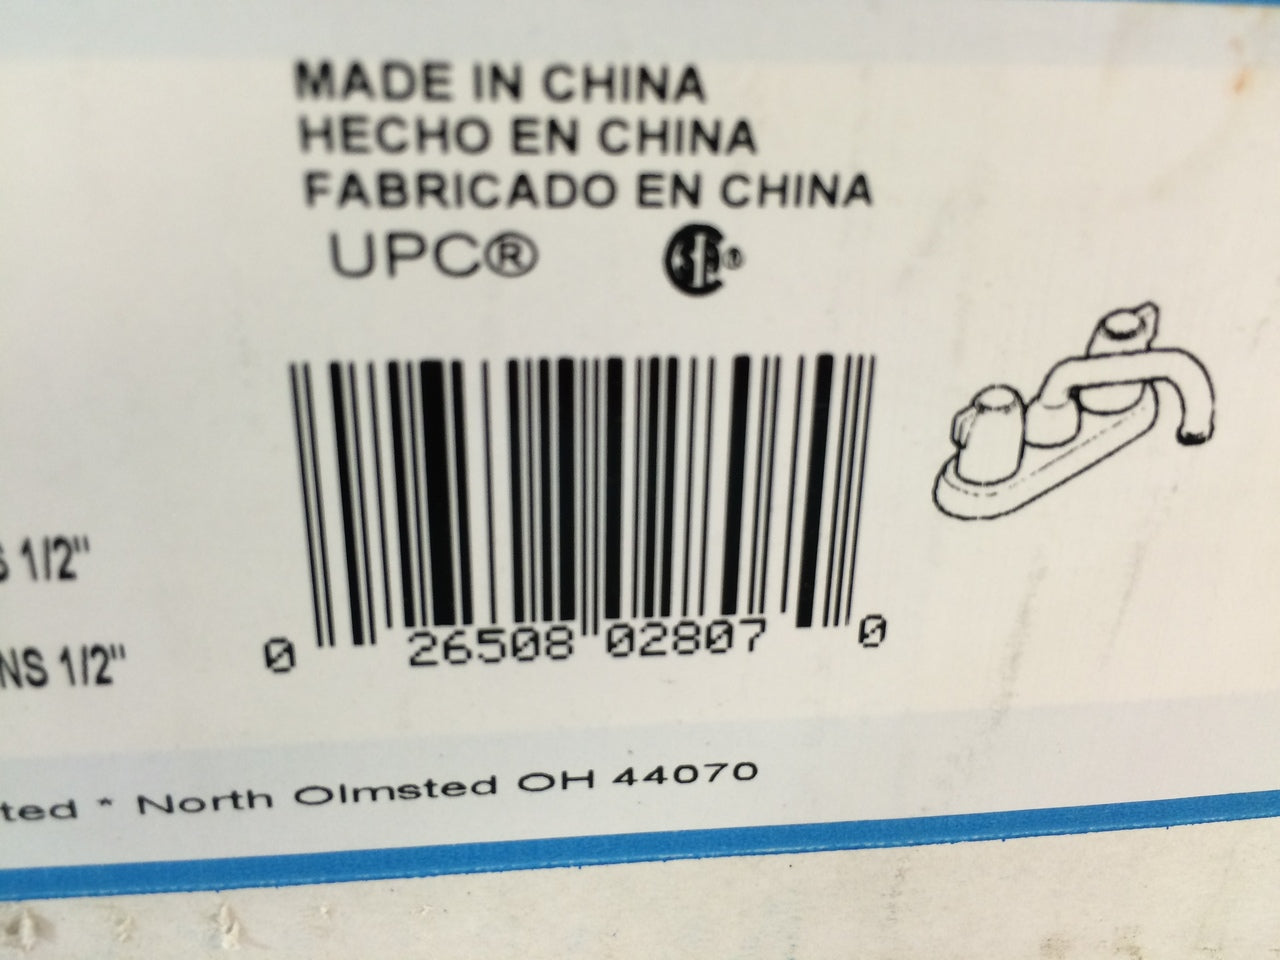 MADE IN CHINA
HECHO EN CHINA
FABRICADO EN CHINA
UPC®
1/2"
NS 1/2"
0 26508 02807 0
ted * North Olmsted OH 44070